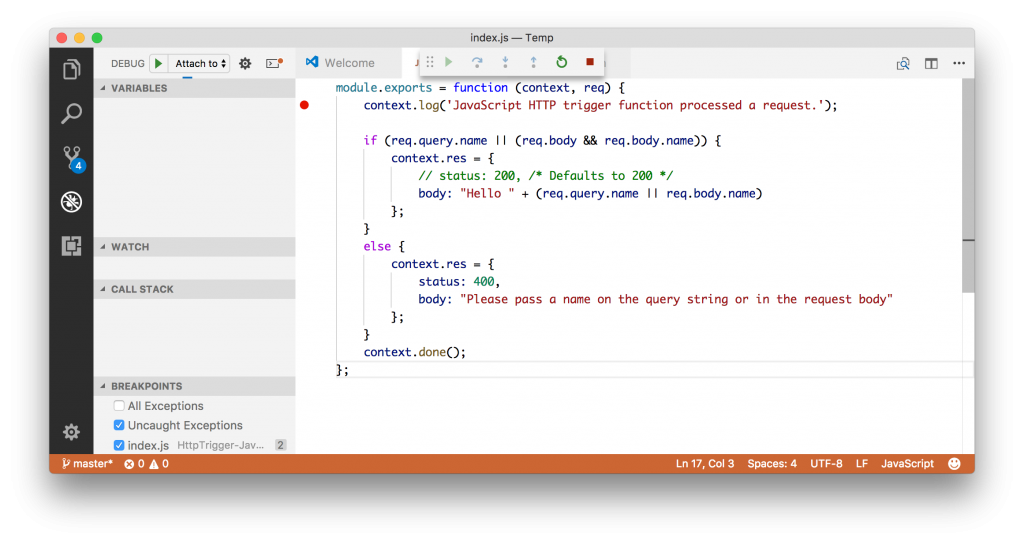 index.js — Temp
DEBUG Attach to
Welcome
VARIABLES
module.exports = function (context, req) {
context.log('JavaScript HTTP trigger function processed a request.');
if (req.query.name || (req.body && req.body.name)) {
context.res = {
// status: 200, /* Defaults to 200 */
body: "Hello " + (req.query.name || req.body.name)
};
}
else {
context.res = {
status: 400,
body: "Please pass a name on the query string or in the request body"
};
}
context.done();
};
4
WATCH
CALL STACK
BREAKPOINTS
All Exceptions
Uncaught Exceptions
index.js HttpTrigger-Jav... 2
master* 0 0 Ln 17, Col 3 Spaces: 4 UTF-8 LF JavaScript